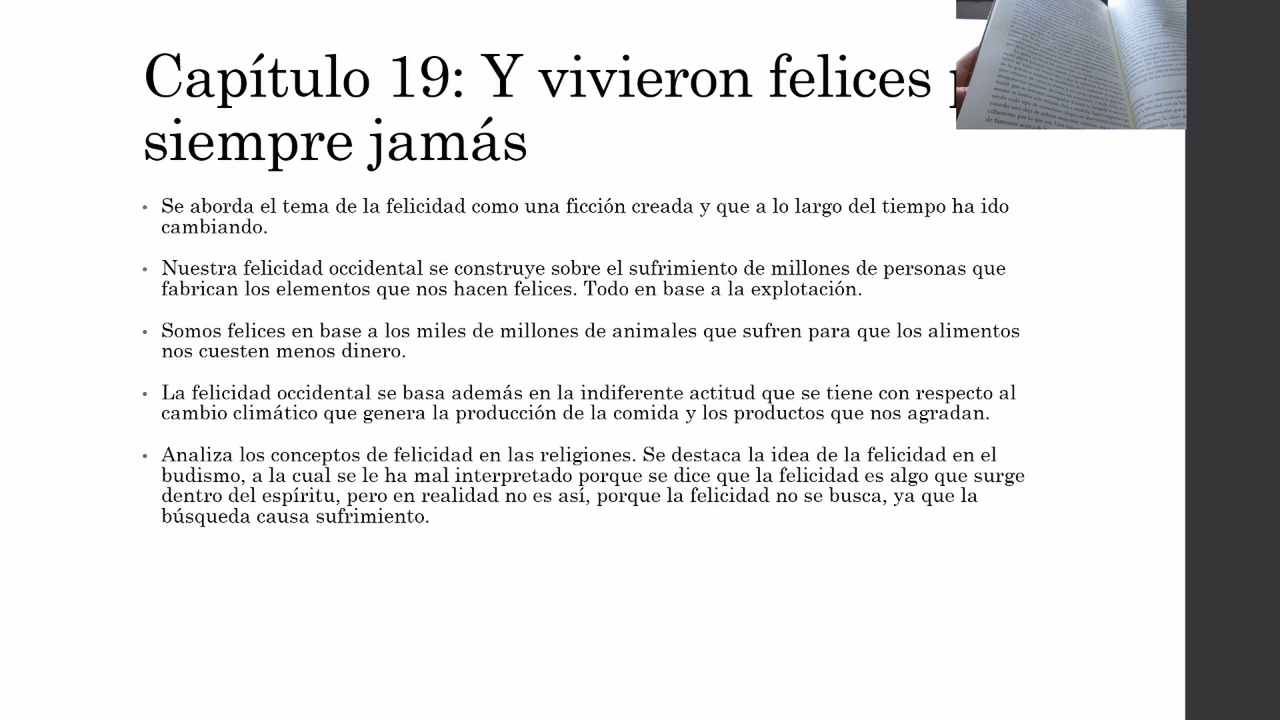 Capítulo 19: Y vivieron felices
siempre jamás
• Se aborda el tema de la felicidad como una ficción creada y que a lo largo del tiempo ha ido
cambiando.
• Nuestra felicidad occidental se construye sobre el sufrimiento de millones de personas que
fabrican los elementos que nos hacen felices. Todo en base a la explotación.
• Somos felices en base a los miles de millones de animales que sufren para que los alimentos
nos cuesten menos dinero.
• La felicidad occidental se basa además en la indiferente actitud que se tiene con respecto al
cambio climático que genera la producción de la comida y los productos que nos agradan.
• Analiza los conceptos de felicidad en las religiones. Se destaca la idea de la felicidad en el
budismo, a la cual se le ha mal interpretado porque se dice que la felicidad es algo que surge
dentro del espíritu, pero en realidad no es así, porque la felicidad no se busca, ya que la
búsqueda causa sufrimiento.